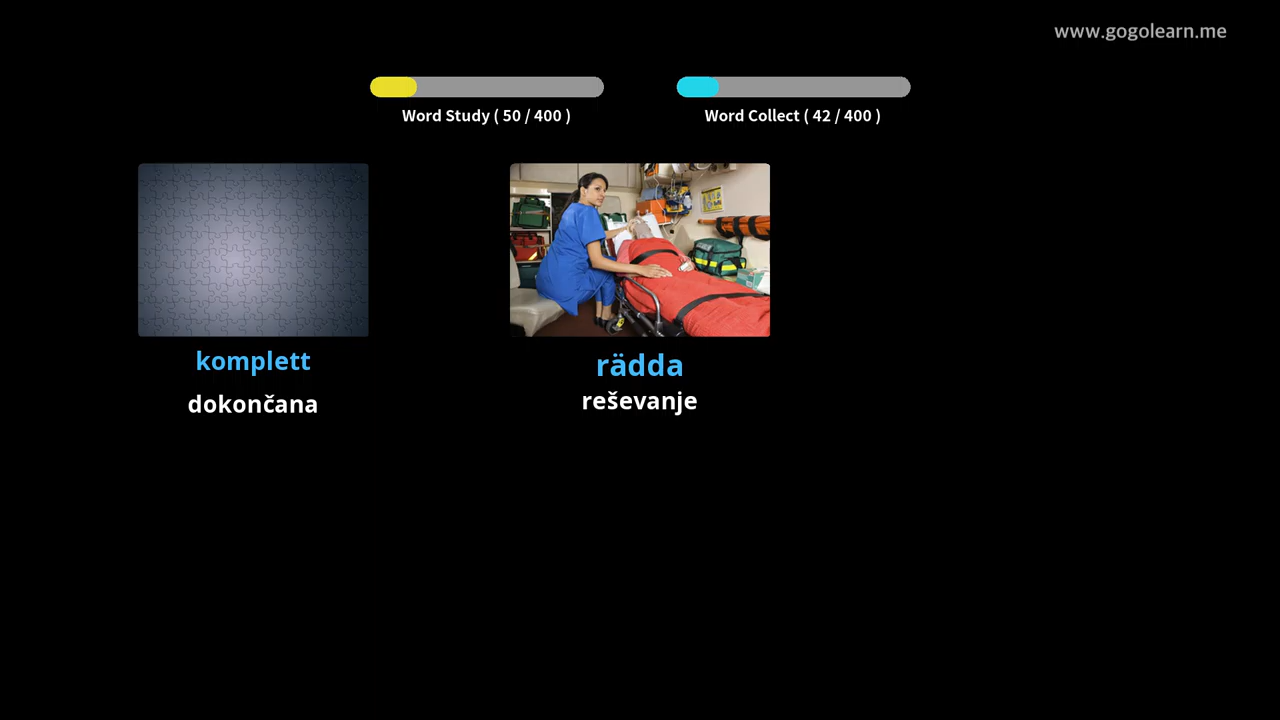 www.gogolearn.me
Word Study ( 50 / 400 )
Word Collect ( 42 / 400 )
komplett
dokončana
rädda
reševanje